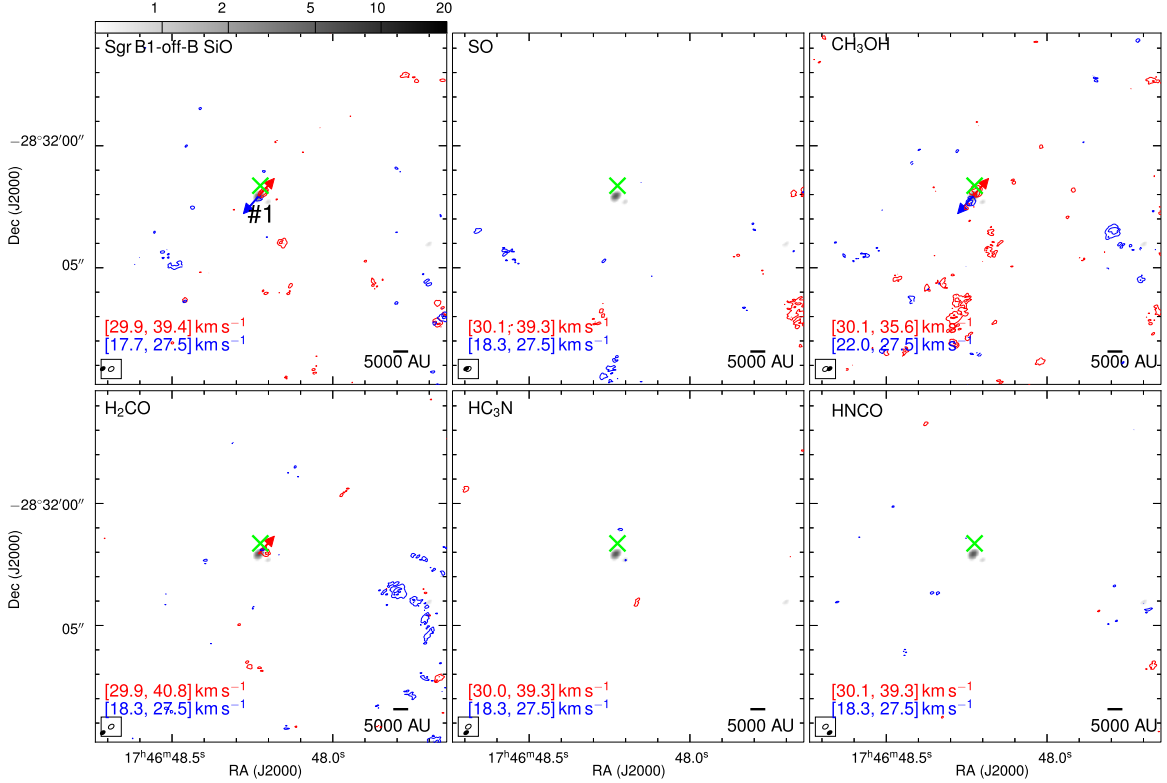 1 2 5 10 20
Sgr B1-off-B SiO
SO
CH₃OH
−28°32′00″
Dec (J2000)
05″
#1
[29.9, 39.4] km s⁻¹
[17.7, 27.5] km s⁻¹
5000 AU
[30.1, 39.3] km s⁻¹
[18.3, 27.5] km s⁻¹
5000 AU
[30.1, 35.6] km s⁻¹
[22.0, 27.5] km s⁻¹
5000 AU
H₂CO
HC₃N
HNCO
−28°32′00″
Dec (J2000)
05″
[29.9, 40.8] km s⁻¹
[18.3, 27.5] km s⁻¹
5000 AU
[30.0, 39.3] km s⁻¹
[18.3, 27.5] km s⁻¹
5000 AU
[30.1, 39.3] km s⁻¹
[18.3, 27.5] km s⁻¹
5000 AU
17ʰ46ᵐ48.5ˢ 48.0ˢ
RA (J2000)
17ʰ46ᵐ48.5ˢ 48.0ˢ
RA (J2000)
17ʰ46ᵐ48.5ˢ 48.0ˢ
RA (J2000)